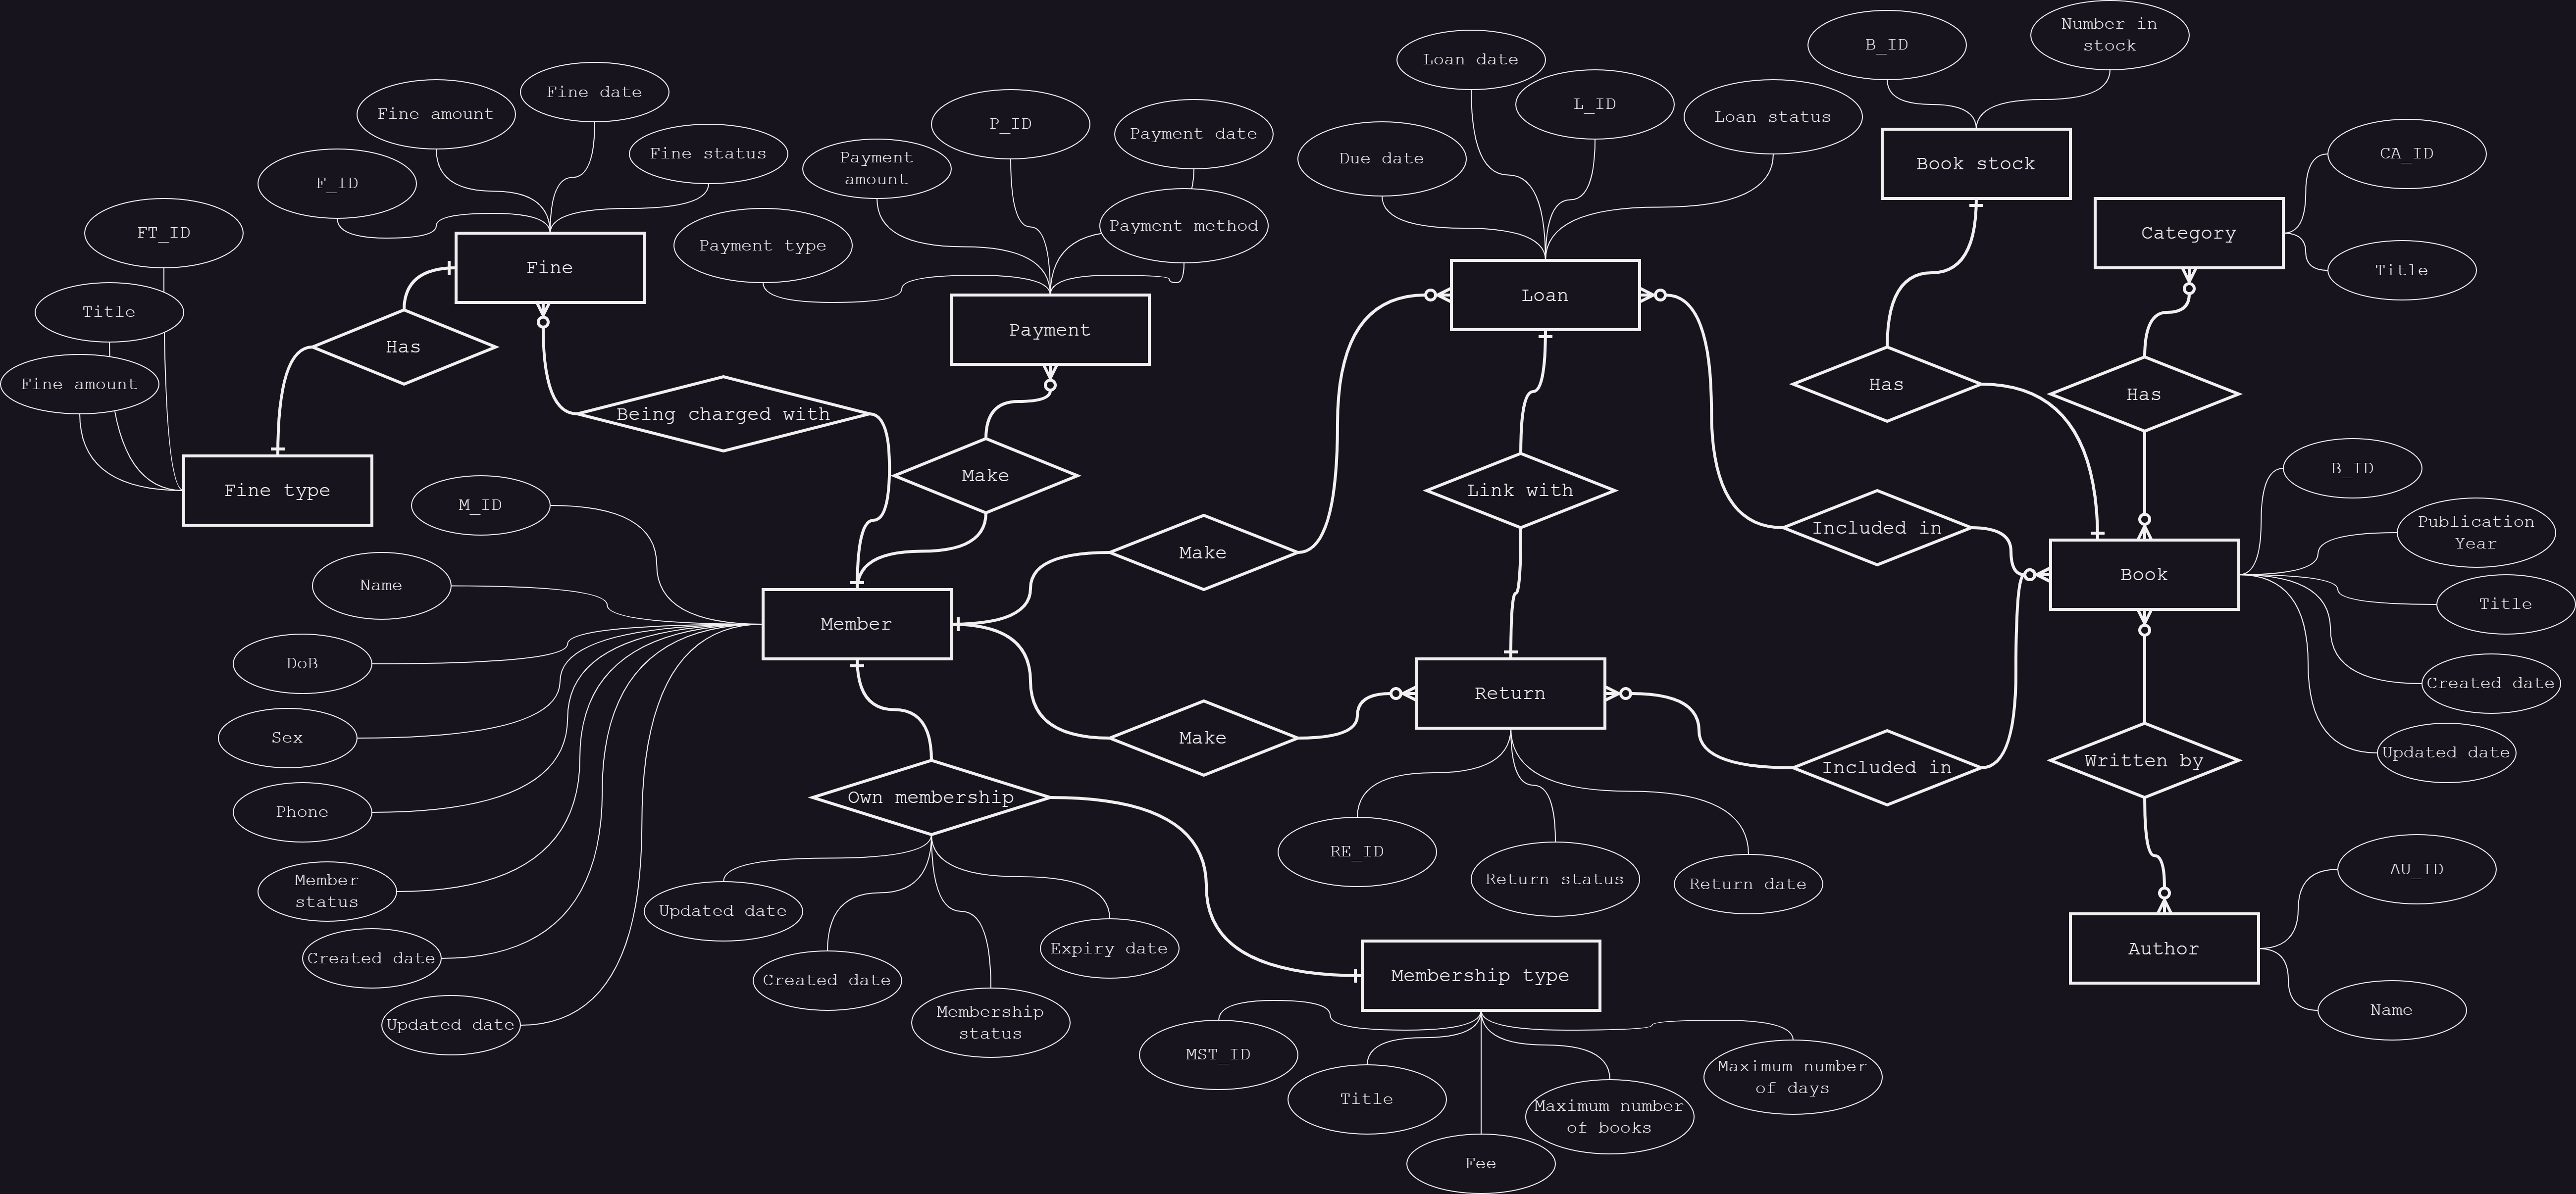 Number in
stock
B_ID
Loan date
Fine date
L_ID
Fine amount
Loan status
P_ID
Payment date
Fine status
CA_ID
Payment
amount
Due date
Book stock
F_ID
FT_ID
Payment method
Category
Payment type
Fine
Title
Loan
Title
Payment
Has
Fine amount
Has
Has
Being charged with
B_ID
Make
Fine type
Link with
M_ID
Publication
Year
Included in
Make
Book
Name
Title
Member
DoB
Created date
Return
Sex
Make
Updated date
Written by
Included in
Own membership
Phone
RE_ID
AU_ID
Return status
Return date
Member
status
Updated date
Expiry date
Author
Created date
Membership type
Created date
Name
Membership
status
Updated date
MST_ID
Maximum number
of days
Title
Maximum number
of books
Fee